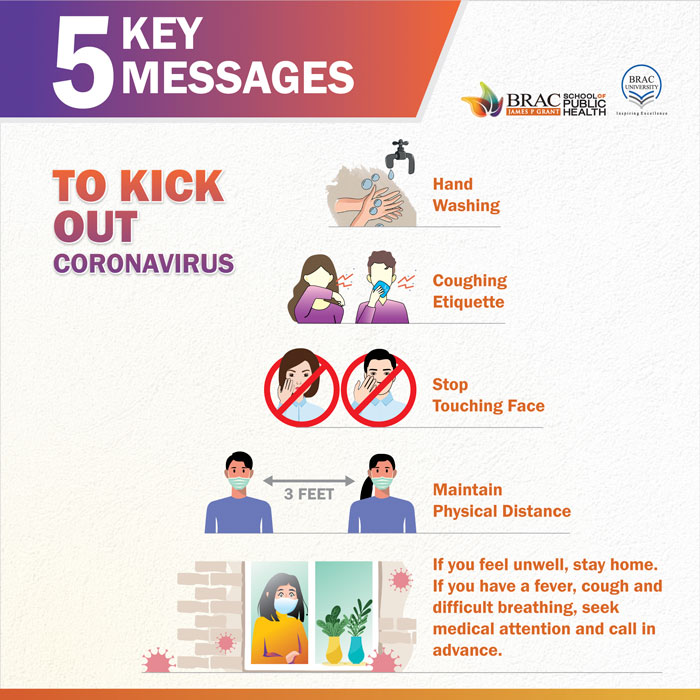 5 KEY
MESSAGES
BRAC
JAMES P GRANT
SCHOOL OF
PUBLIC
HEALTH
BRAC
UNIVERSITY
Inspiring Excellence
TO KICK
OUT
CORONAVIRUS
Hand
Washing
Coughing
Etiquette
Stop
Touching Face
3 FEET
Maintain
Physical Distance
If you feel unwell, stay home.
If you have a fever, cough and
difficult breathing, seek
medical attention and call in
advance.